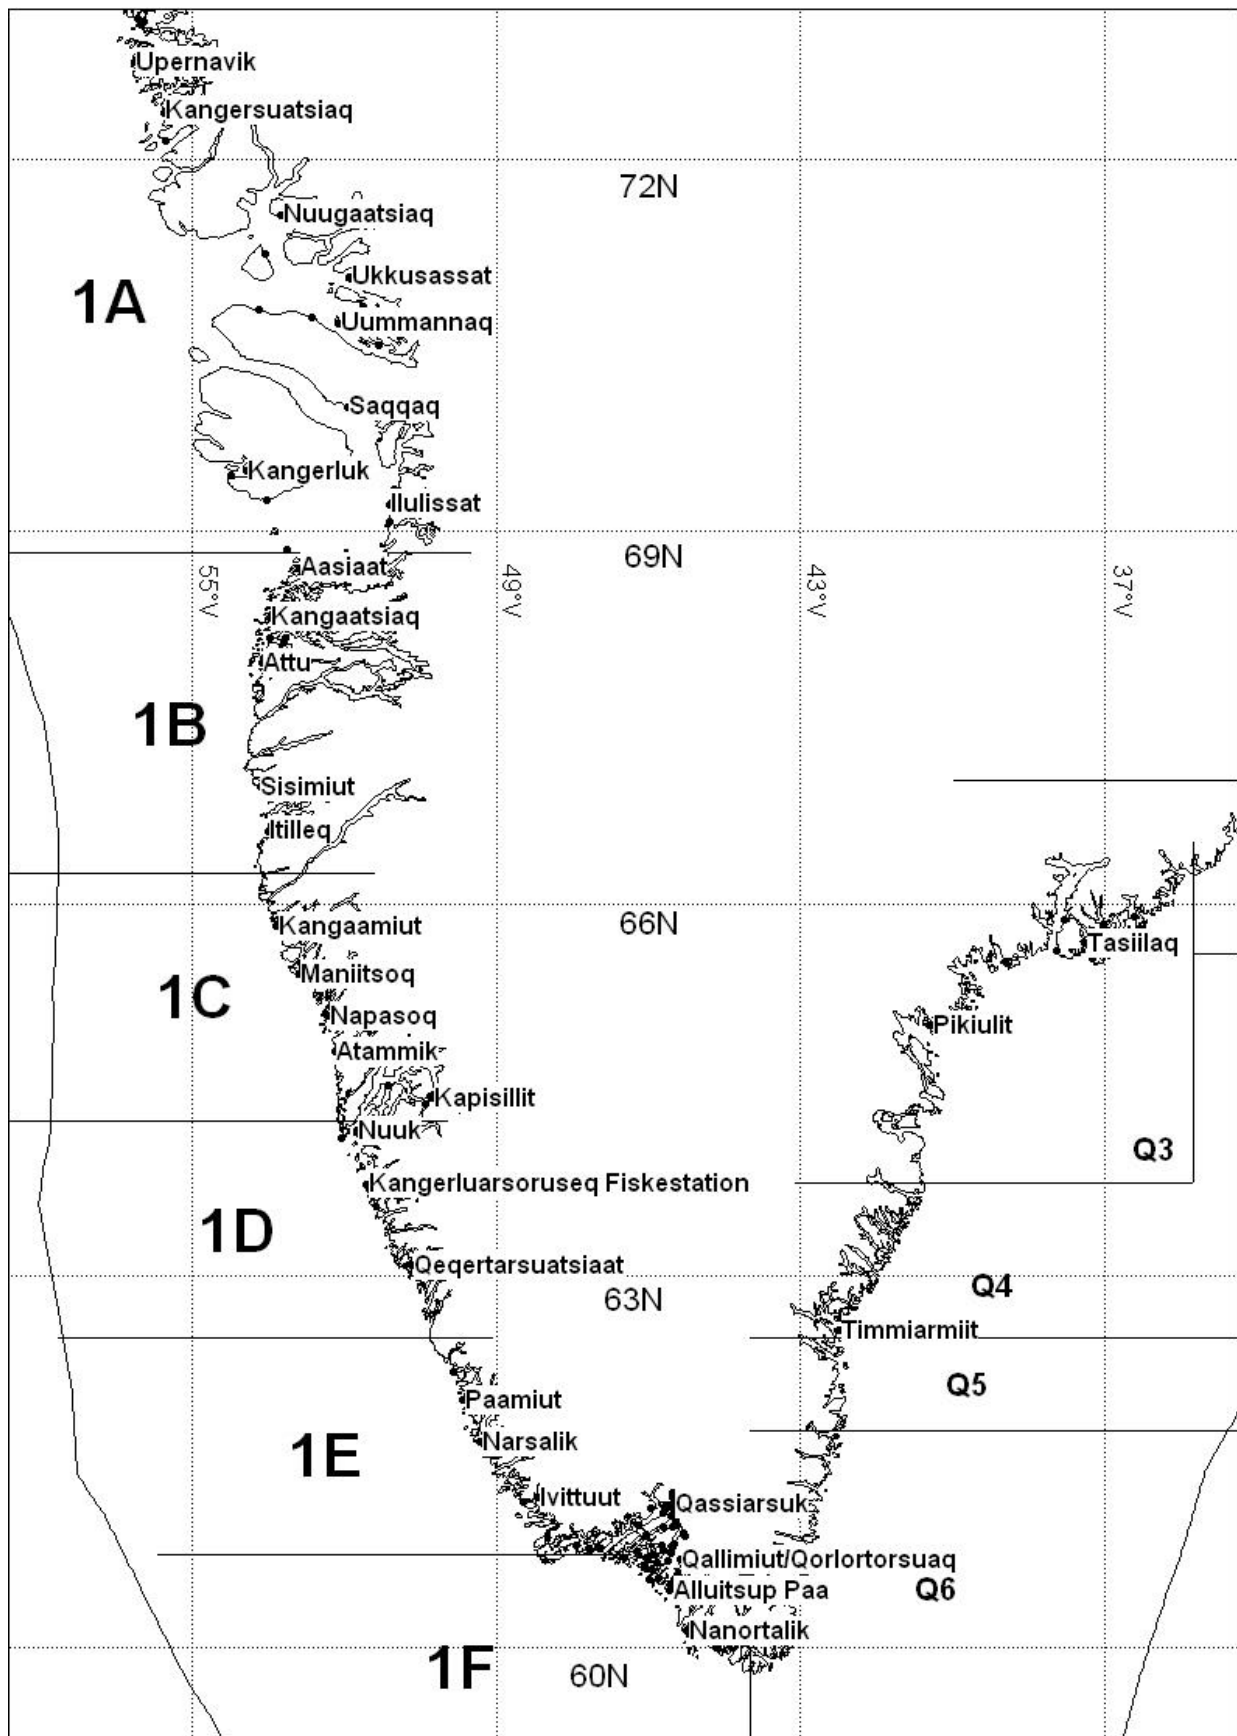 Upernavik
Kangersuatsiaq
72N
Nuugaatsiaq
Ukkusassat
1A
Uummannaq
Saqqaq
Kangerluk
Ilulissat
69N
Aasiaat
55°V
49°V
43°V
37°V
Kangaatsiaq
Attu
1B
Sisimiut
Itilleq
66N
Kangaamiut
Tasiilaq
Maniitsoq
1C
Napasoq
Pikiulit
Atammik
Kapisillit
Nuuk
Q3
Kangerluarsoruseq Fiskestation
1D
Qeqertarsuatsiaat
Q4
63N
Timmiarmiit
Q5
Paamiut
Narsalik
1E
Ivittuut
Qassiarsuk
Qallimiut/Qorlortorsuaq
Alluitsup Paa
Q6
Nanortalik
1F
60N